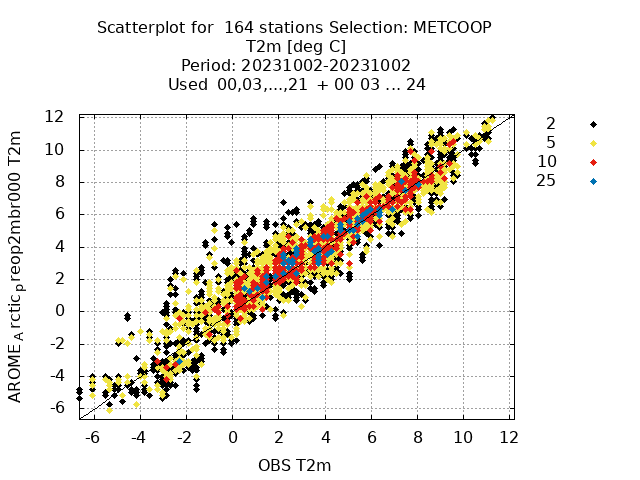 Scatterplot for  164 stations Selection: METCOOP
T2m [deg C]
Period: 20231002-20231002
Used  00,03,...,21  + 00 03 ... 24
2
5
10
25
12
10
8
6
4
2
0
-2
-4
-6
AROME_Arctic_preop2mbr000 T2m
-6 -4 -2 0 2 4 6 8 10 12
OBS T2m